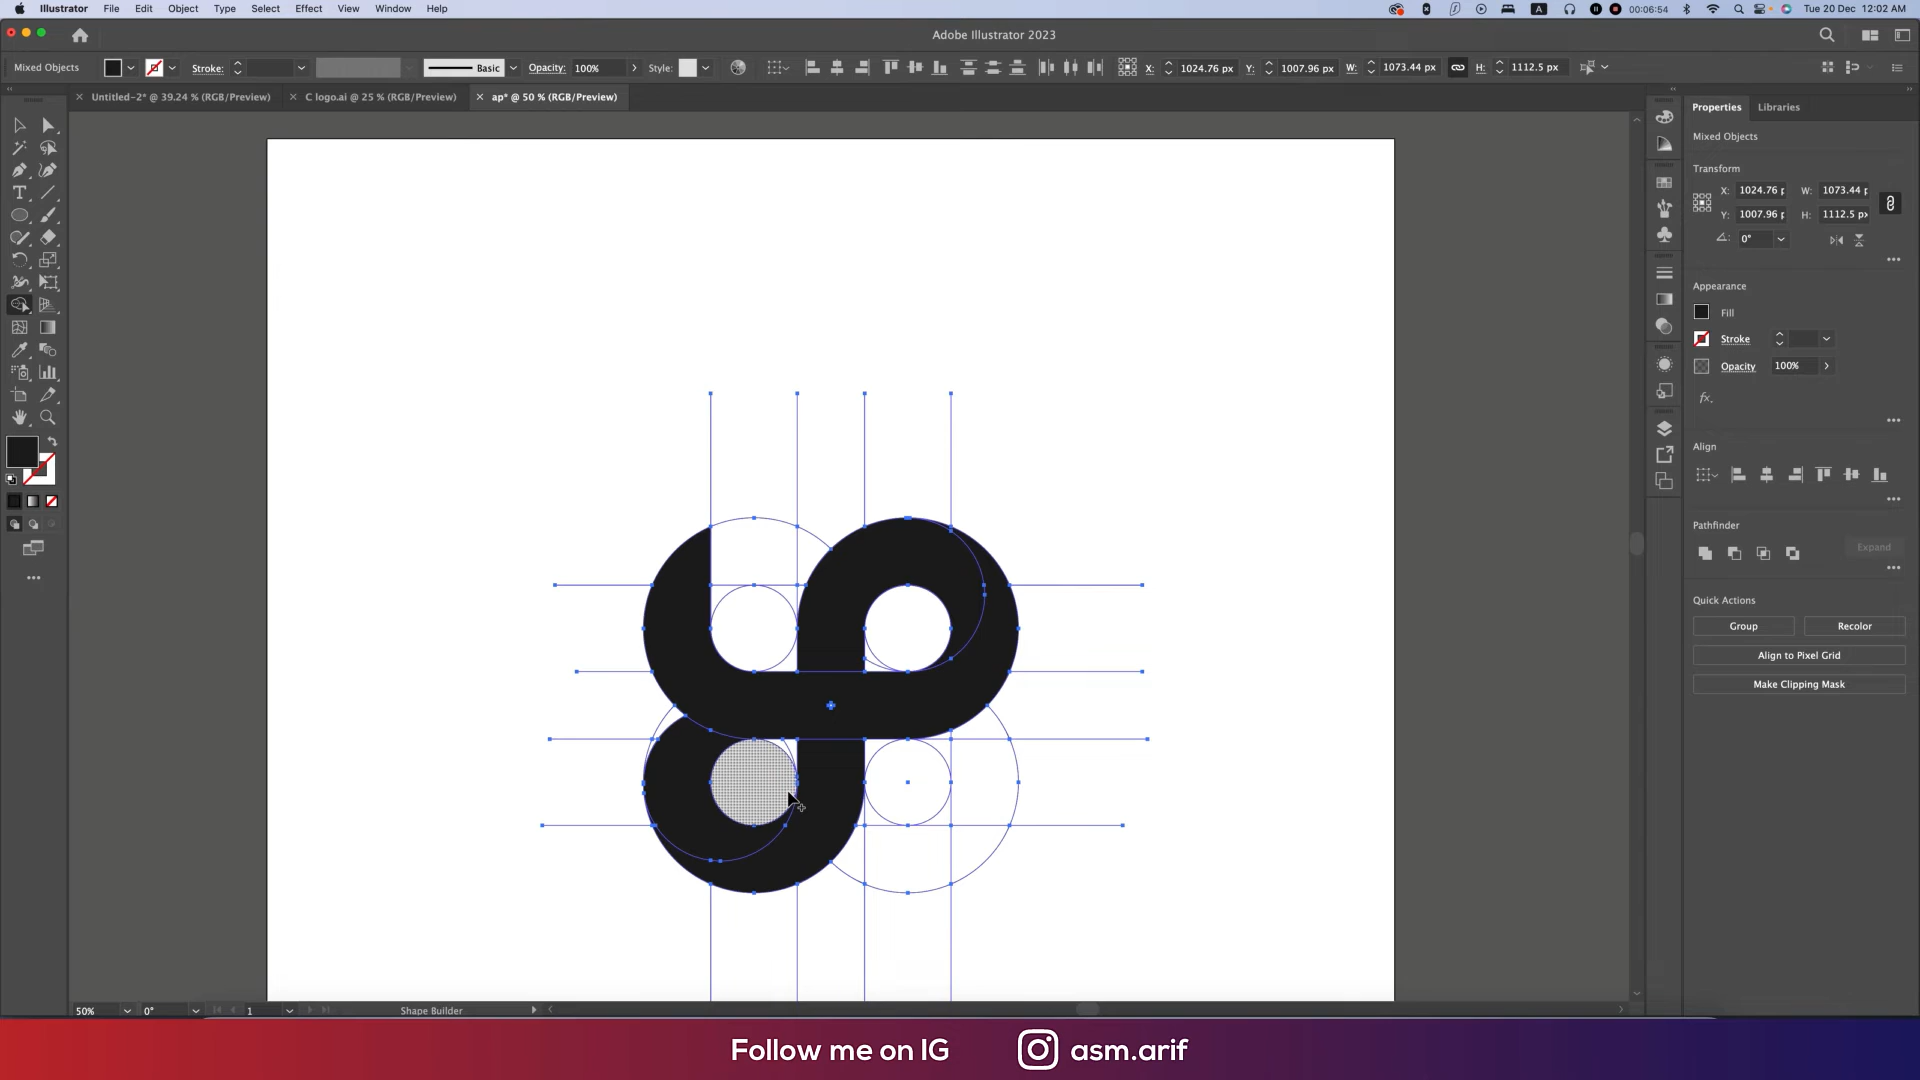 Illustrator File Edit Object Type Select Effect View Window Help 00:06:54 A Tue 20 Dec 12:02 AM
Adobe Illustrator 2023
Mixed Objects Stroke: Basic Opacity: 100% Style: X: 1024.76 px Y: 1007.96 px W: 1073.44 px H: 1112.5 px
Untitled-2* @ 39.24 % (RGB/Preview) C logo.ai @ 25 % (RGB/Preview) ap* @ 50 % (RGB/Preview)
Properties Libraries
Mixed Objects
Transform
X: 1024.76 p W: 1073.44 p
Y: 1007.96 p H: 1112.5 px
0°
Appearance
Fill
Stroke
Opacity 100%
fx.
Align
Pathfinder
Expand
Quick Actions
Group Recolor
Align to Pixel Grid
Make Clipping Mask
50% 0° 1 Shape Builder
Follow me on IG asm.arif